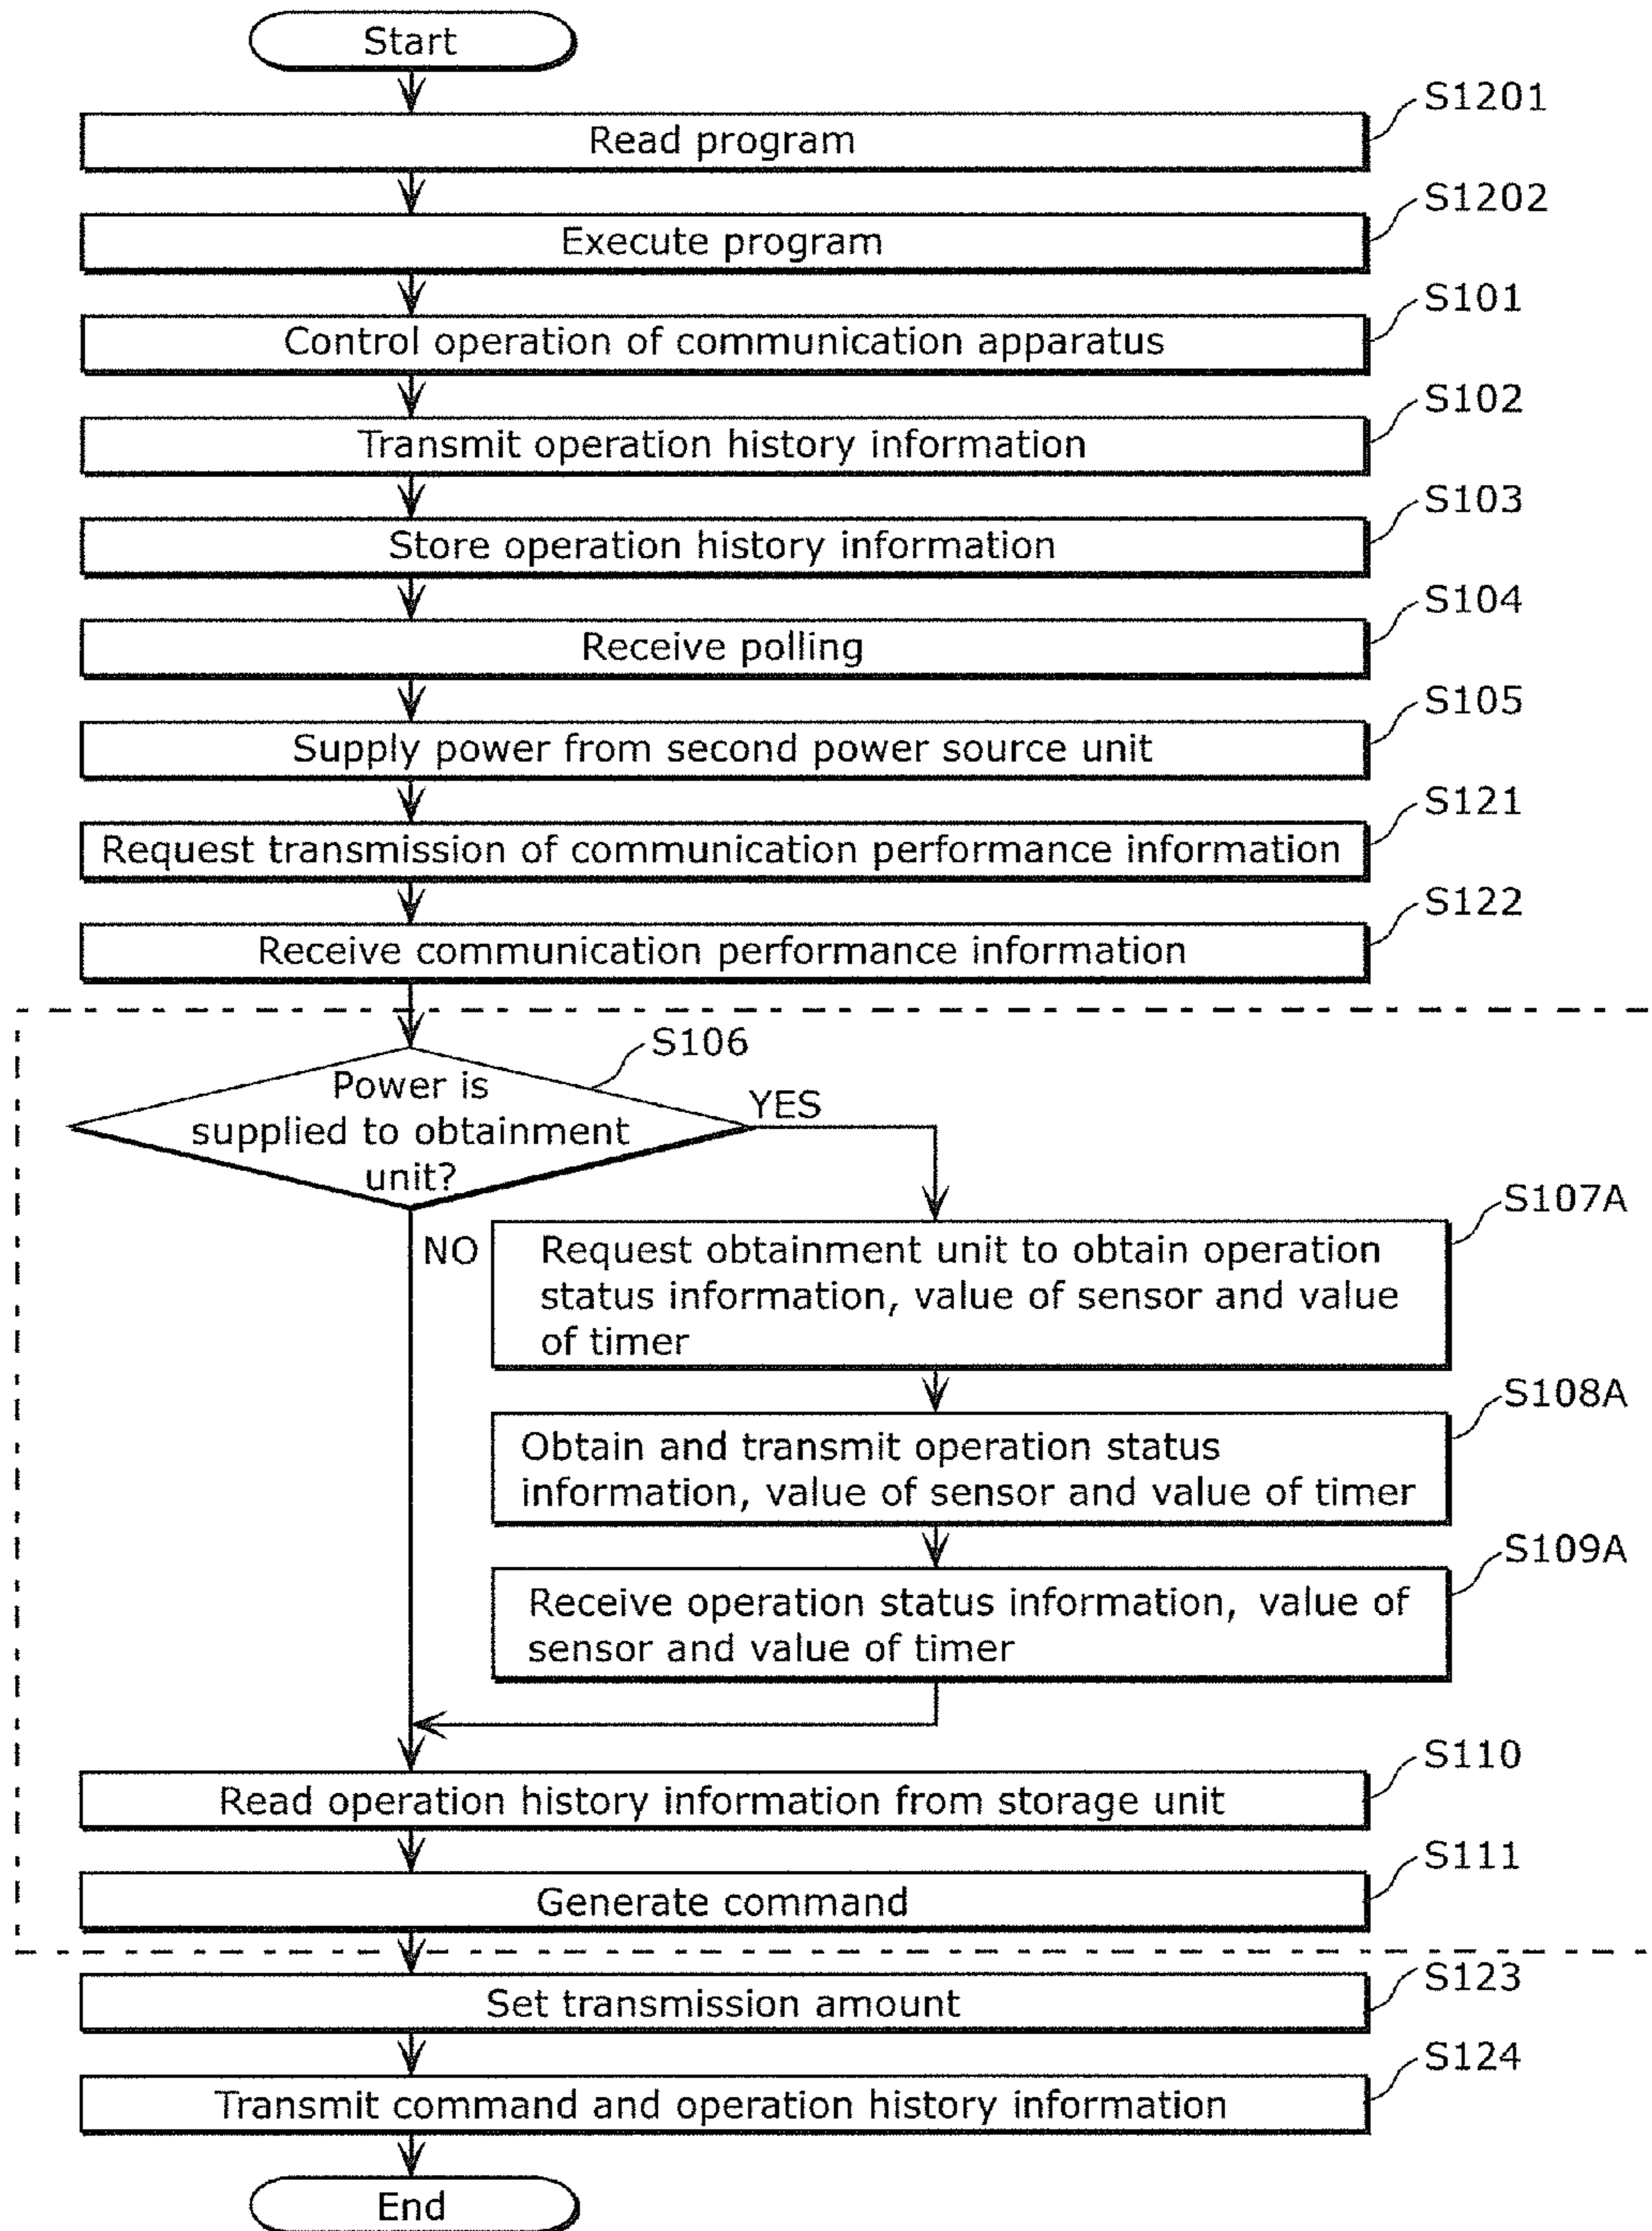 Start
S1201
Read program
S1202
Execute program
S101
Control operation of communication apparatus
S102
Transmit operation history information
S103
Store operation history information
S104
Receive polling
S105
Supply power from second power source unit
S121
Request transmission of communication performance information
S122
Receive communication performance information
S106
Power is
supplied to obtainment
unit?
YES
NO
S107A
Request obtainment unit to obtain operation
status information, value of sensor and value
of timer
S108A
Obtain and transmit operation status
information, value of sensor and value of timer
S109A
Receive operation status information, value of
sensor and value of timer
S110
Read operation history information from storage unit
S111
Generate command
S123
Set transmission amount
S124
Transmit command and operation history information
End